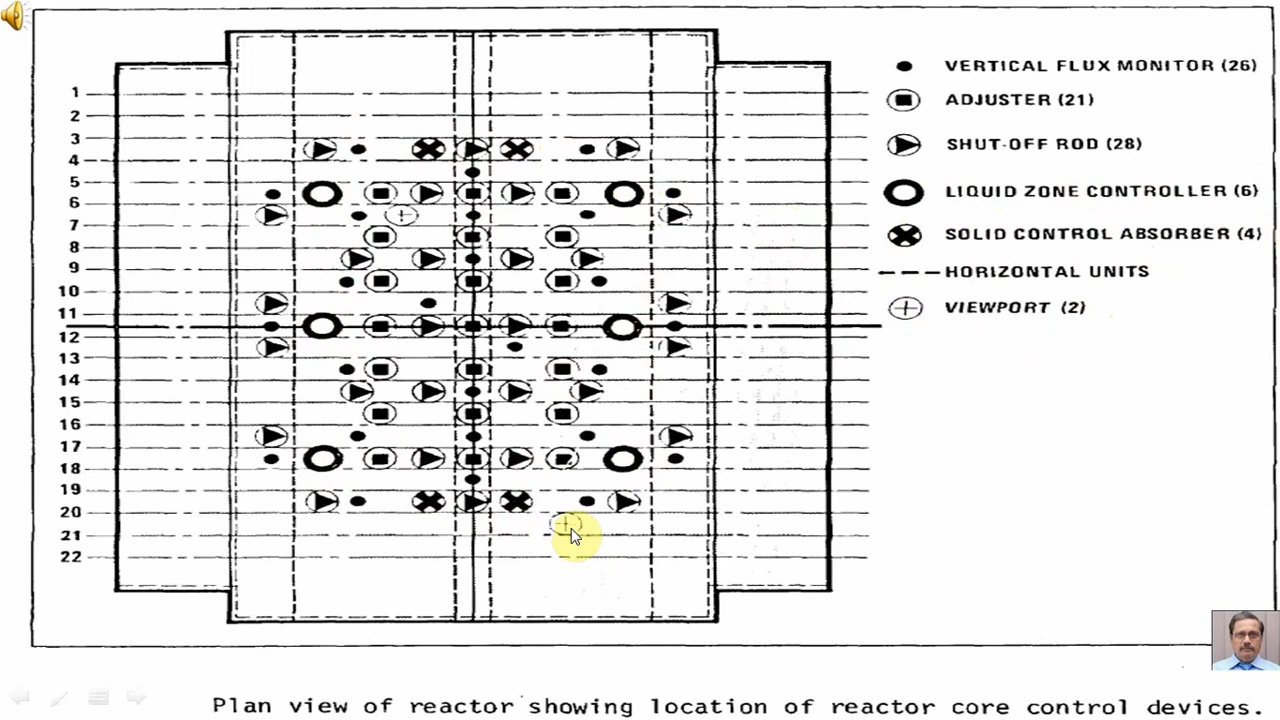 VERTICAL FLUX MONITOR (26)
ADJUSTER (21)
SHUT-OFF ROD (28)
LIQUID ZONE CONTROLLER (6)
SOLID CONTROL ABSORBER (4)
HORIZONTAL UNITS
VIEWPORT (2)
1
2
3
4
5
6
7
8
9
10
11
12
13
14
15
16
17
18
19
20
21
22
Plan view of reactor showing location of reactor core control devices.